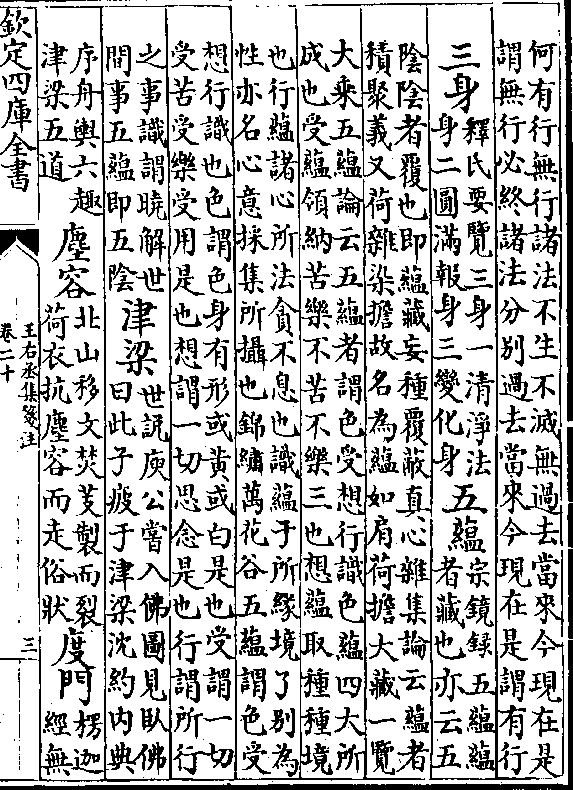 何有行無行諸法不生不滅無過去當來今現在是
謂無行必終諸法分別過去當來今現在是謂有行
三身
釋氏要覽三身一清淨法
身二圓滿報身三變化身
五蘊
宗鏡錄五蘊蘊
者藏也亦云五
陰陰者覆也即蘊藏妄種覆蔽真心雜集論云蘊者
積聚義又荷雜染擔故名為蘊如肩荷擔大藏一覽
大乘五蘊論云五蘊者謂色受想行識色蘊四大所
成也受蘊領納苦樂不苦不樂三也想蘊取種種境
也行蘊諸心所法貪不息也識蘊于所緣境了别為
性亦名心意採集所攝也錦繡萬花谷五蘊謂色受
想行識也色謂色身有形或黃或白是也受謂一切
受苦受樂受用是也想謂一切思念是也行謂所行
之事識謂曉解世
間事五蘊即五陰
津梁
世説庾公嘗入佛圖見臥佛
曰此子疲于津梁沈約內典
序舟輿六趣
津梁五道
塵容
北山移文焚芰製而裂
荷衣抗塵容而走俗狀
度門
楞迦
經無
欽定四庫全書
王右丞集箋注
卷二十
三